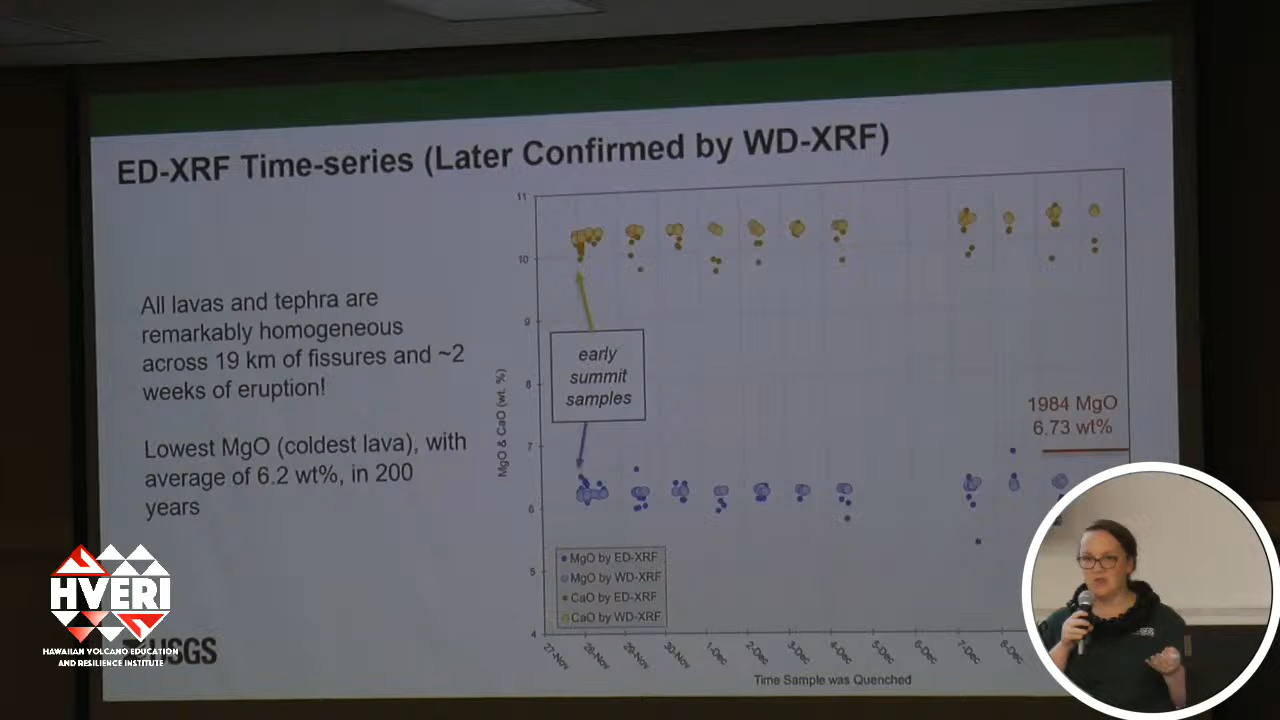 ED-XRF Time-series (Later Confirmed by WD-XRF)
All lavas and tephra are
remarkably homogeneous
across 19 km of fissures and ~2
weeks of eruption!
Lowest MgO (coldest lava), with
average of 6.2 wt%, in 200
years
MgO & CaO (wt. %)
11
10
9
8
7
6
5
4
early
summit
samples
1984 MgO
6.73 wt%
MgO by ED-XRF
MgO by WD-XRF
CaO by ED-XRF
CaO by WD-XRF
27-Nov
28-Nov
29-Nov
30-Nov
1-Dec
2-Dec
3-Dec
4-Dec
5-Dec
6-Dec
7-Dec
8-Dec
Time Sample was Quenched
HVERI
HAWAIIAN VOLCANO EDUCATION
AND RESILIENCE INSTITUTE
USGS